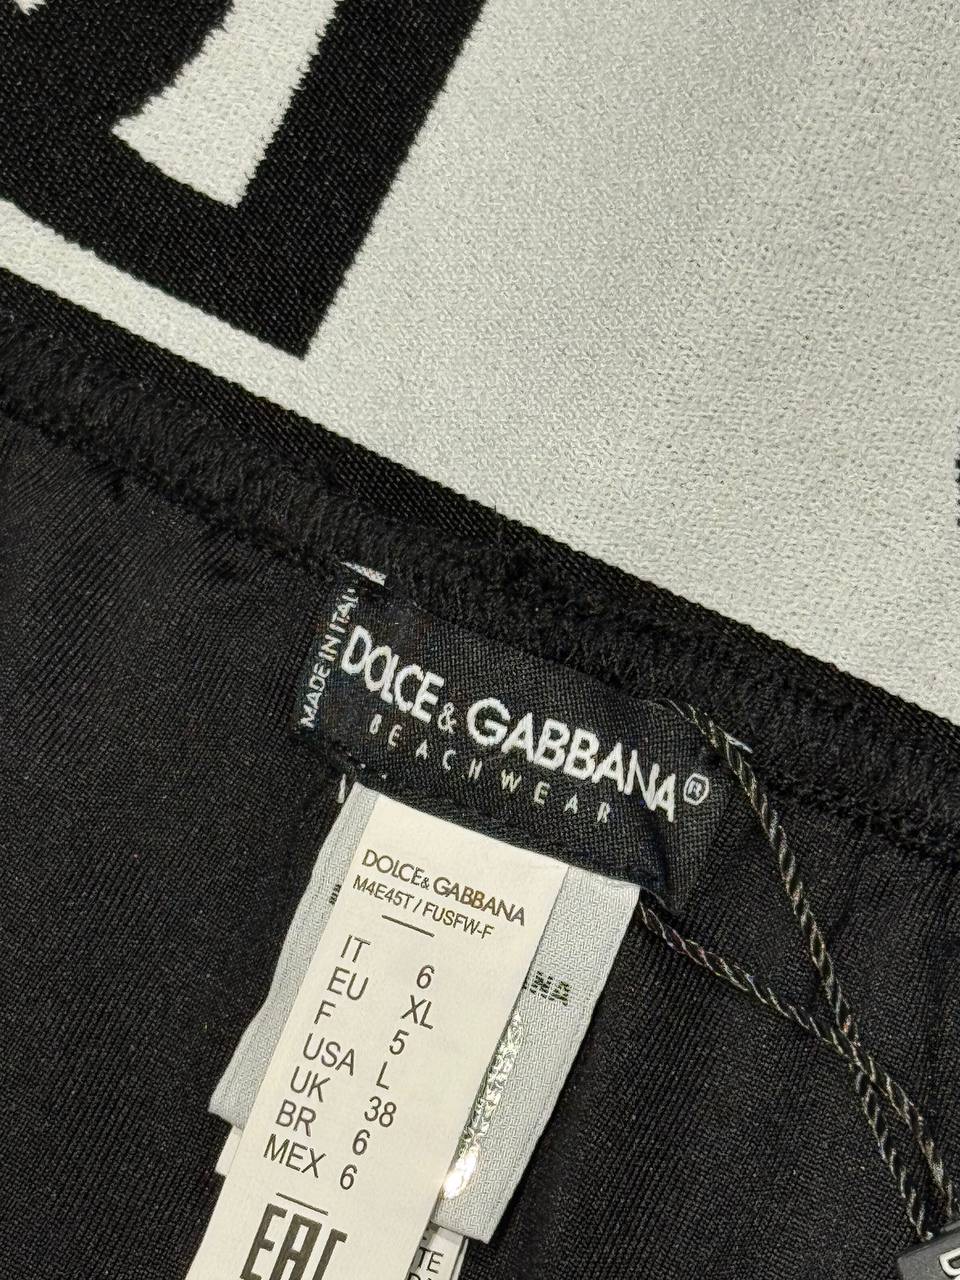 MADE IN ITALY
DOLCE & GABBANA ®
BEACHWEAR
DOLCE & GABBANA
M4E45T / FUSFW-F
IT 6
EU XL
F 5
USA L
UK 38
BR 6
MEX 6
EAC
TE